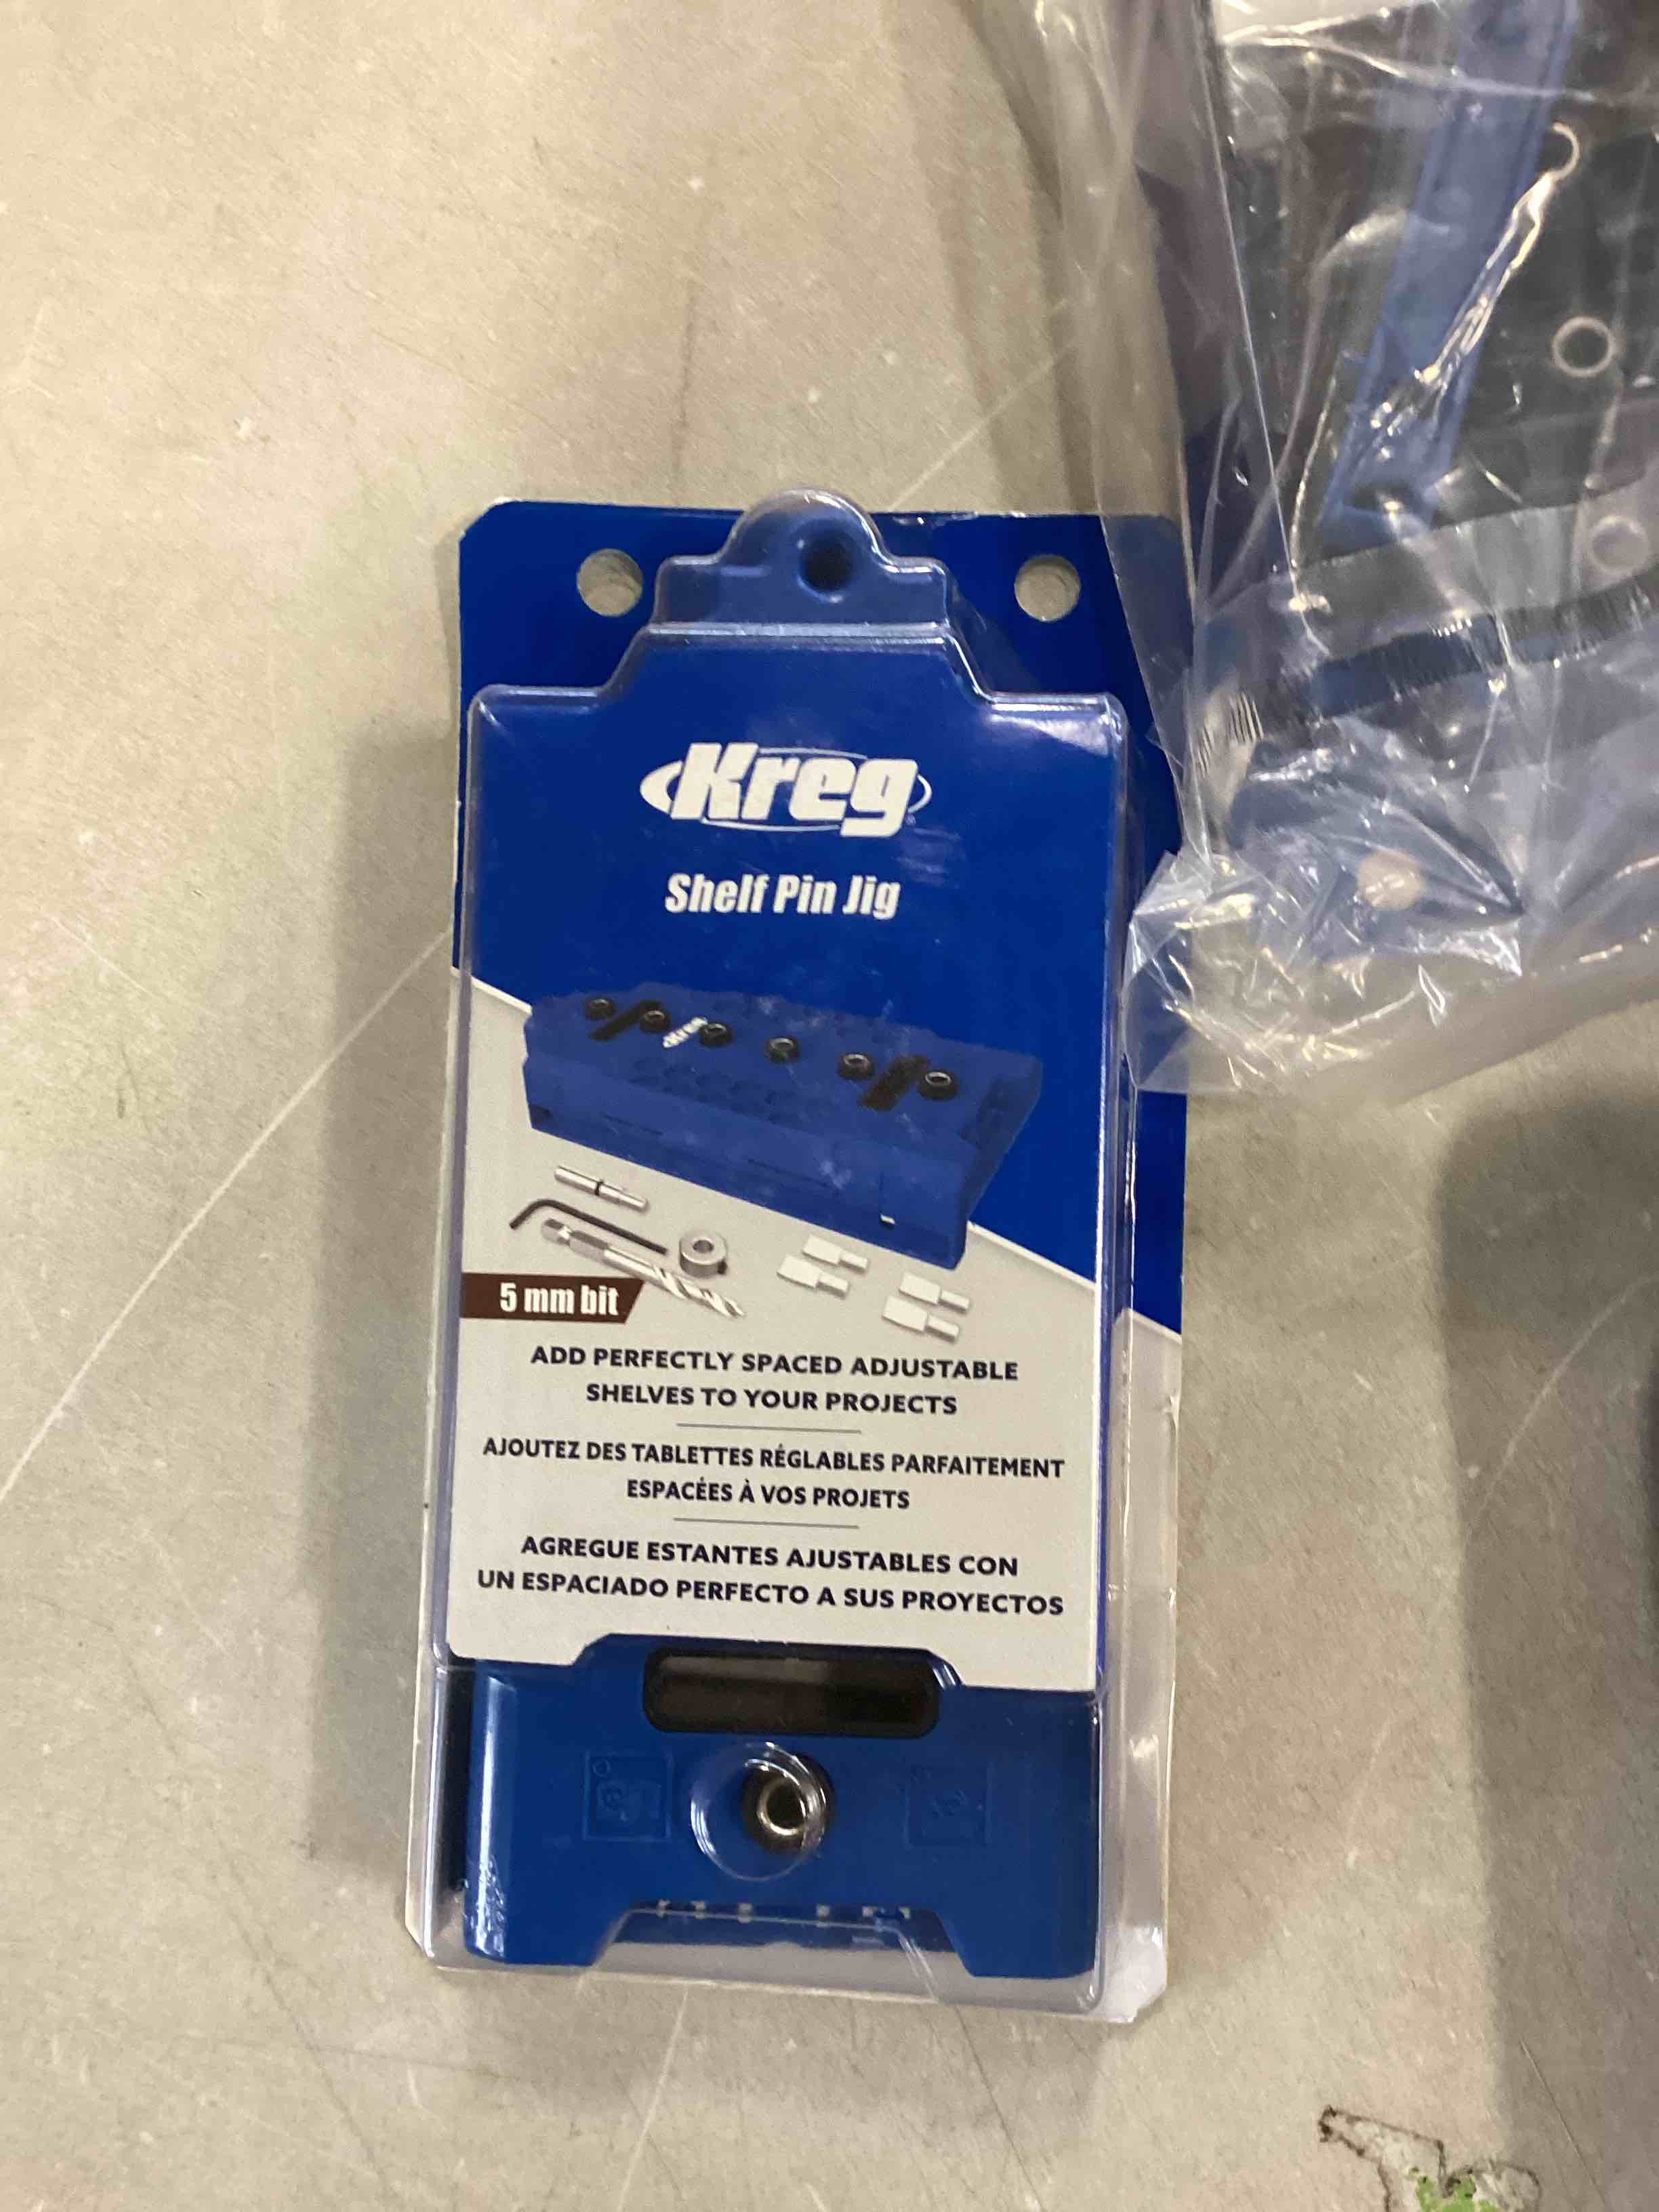 Kreg
Shelf Pin Jig
Kreg
5 mm bit
ADD PERFECTLY SPACED ADJUSTABLE
SHELVES TO YOUR PROJECTS
AJOUTEZ DES TABLETTES RÉGLABLES PARFAITEMENT
ESPACÉES À VOS PROJETS
AGREGUE ESTANTES AJUSTABLES CON
UN ESPACIADO PERFECTO A SUS PROYECTOS